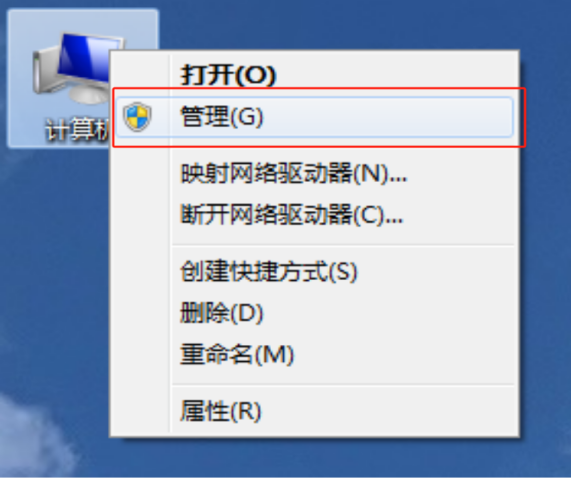 打开(O)
计算机
管理(G)
映射网络驱动器(N)...
断开网络驱动器(C)...
创建快捷方式(S)
删除(D)
重命名(M)
属性(R)